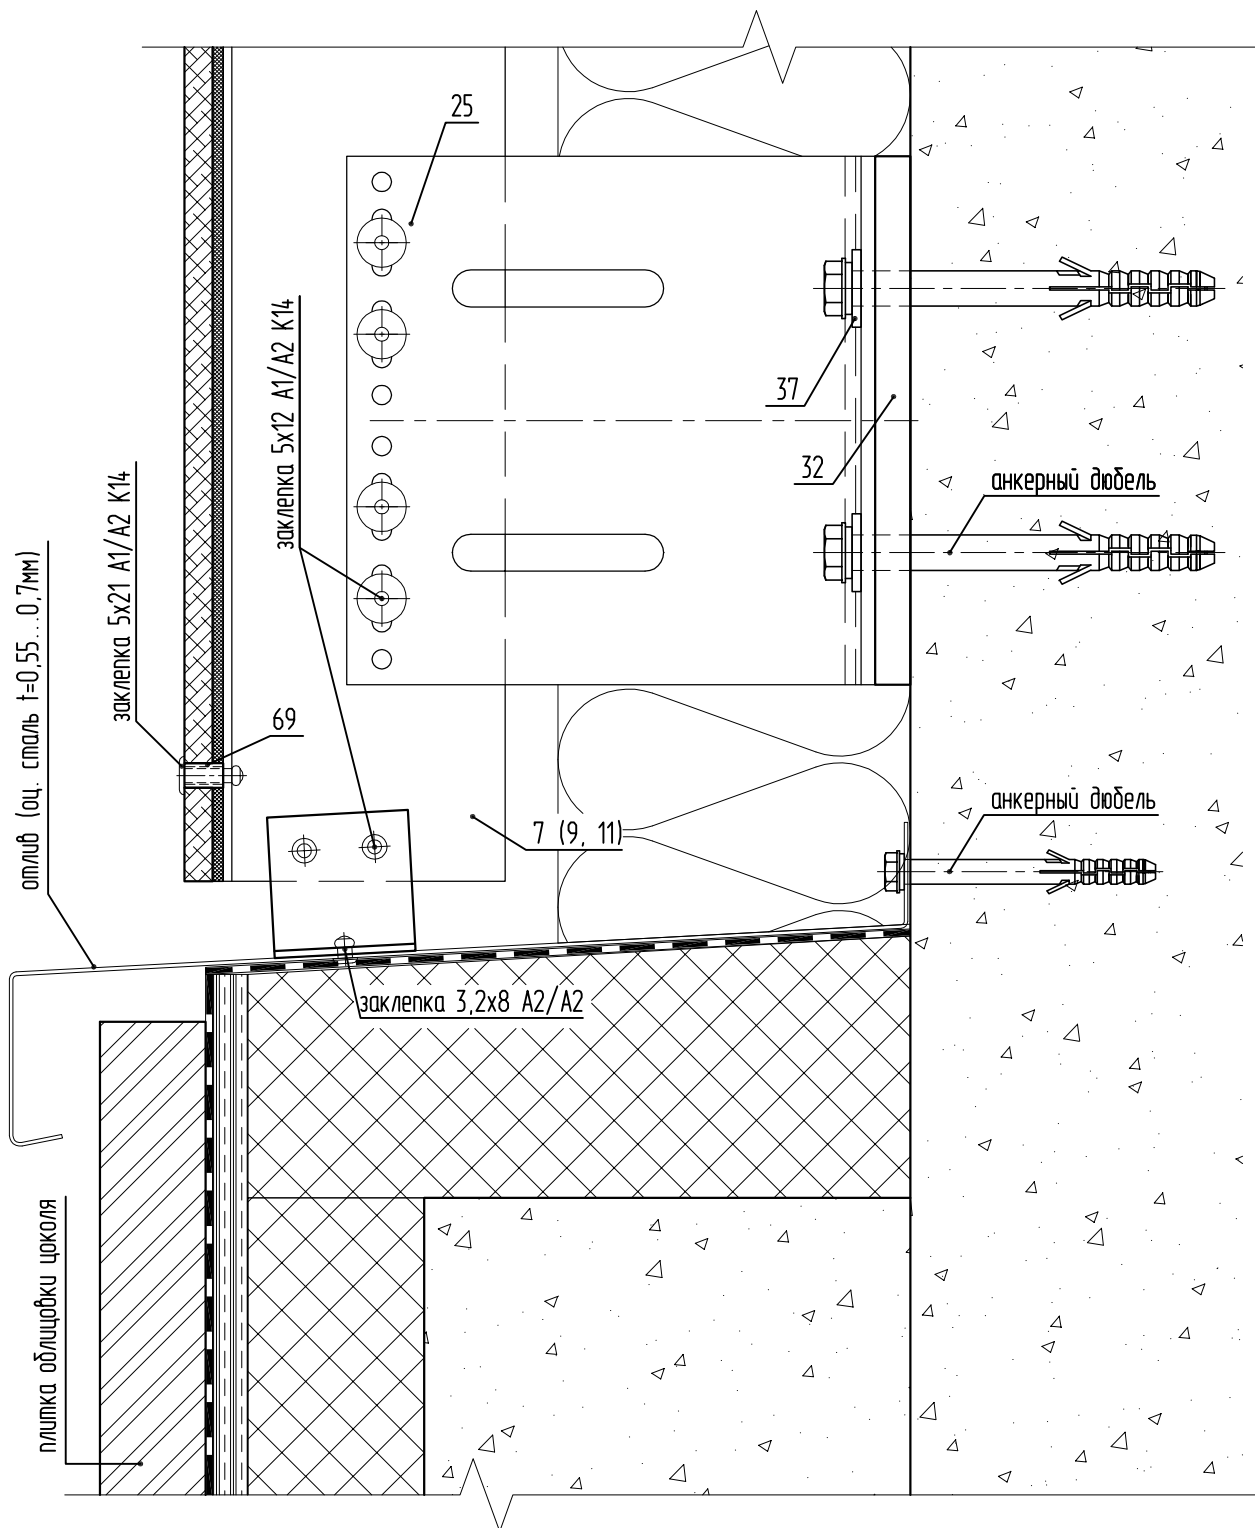 25
заклепка 5х12 А1/А2 К14
37
32
анкерный дюбель
заклепка 5х21 А1/А2 К14
отлив (оц. сталь t=0,55...0,7мм)
69
7 (9, 11)
анкерный дюбель
заклепка 3,2х8 А2/А2
плитка облицовки цоколя